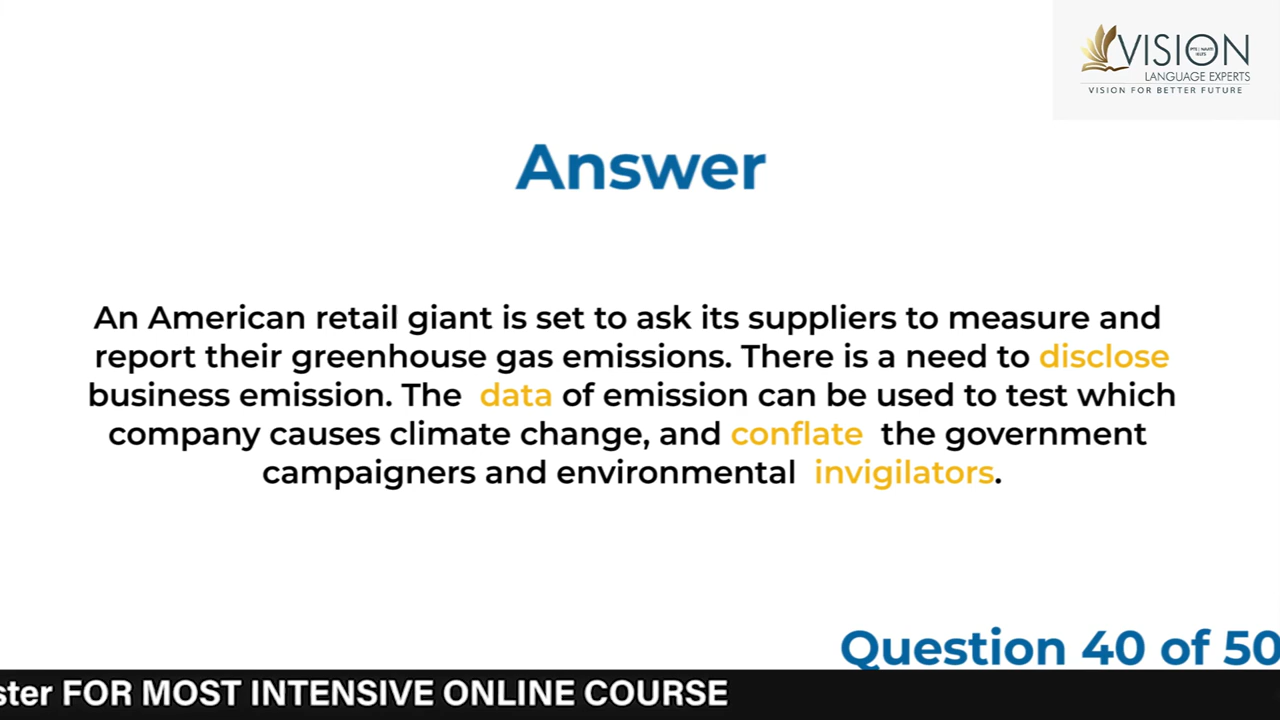 VISION
LANGUAGE EXPERTS
VISION FOR BETTER FUTURE
Answer
An American retail giant is set to ask its suppliers to measure and
report their greenhouse gas emissions. There is a need to disclose
business emission. The data of emission can be used to test which
company causes climate change, and conflate the government
campaigners and environmental invigilators.
Question 40 of 50
ster FOR MOST INTENSIVE ONLINE COURSE